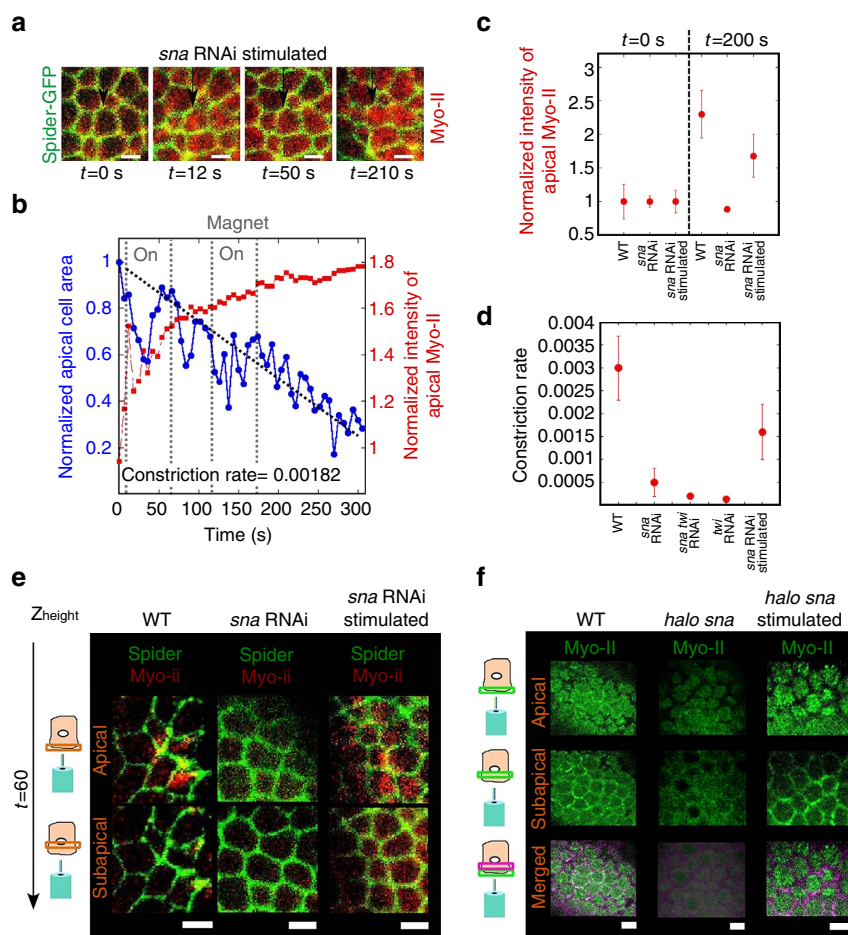 a
sna RNAi stimulated
Spider-GFP
Myo-II
t=0 s
t=12 s
t=50 s
t=210 s
b
Magnet
On
On
Normalized apical cell area
1
0.8
0.6
0.4
0.2
1.8
1.6
1.4
1.2
1
Normalized intensity of
apical Myo-II
Constriction rate= 0.00182
0
50
100
150
200
250
300
Time (s)
c
t=0 s
t=200 s
Normalized intensity of
apical Myo-II
3
2.5
2
1.5
1
0.5
WT
sna
RNAi
sna RNAi
stimulated
WT
sna
RNAi
sna RNAi
stimulated
d
Constriction rate
0.004
0.0035
0.003
0.0025
0.002
0.0015
0.001
0.0005
WT
sna
RNAi
sna twi
RNAi
twi
RNAi
sna RNAi
stimulated
e
Zheight
t=60
WT
sna RNAi
sna RNAi
stimulated
Spider
Myo-ii
Spider
Myo-ii
Spider
Myo-ii
Apical
Subapical
f
WT
halo sna
halo sna
stimulated
Myo-II
Myo-II
Myo-II
Apical
Subapical
Merged